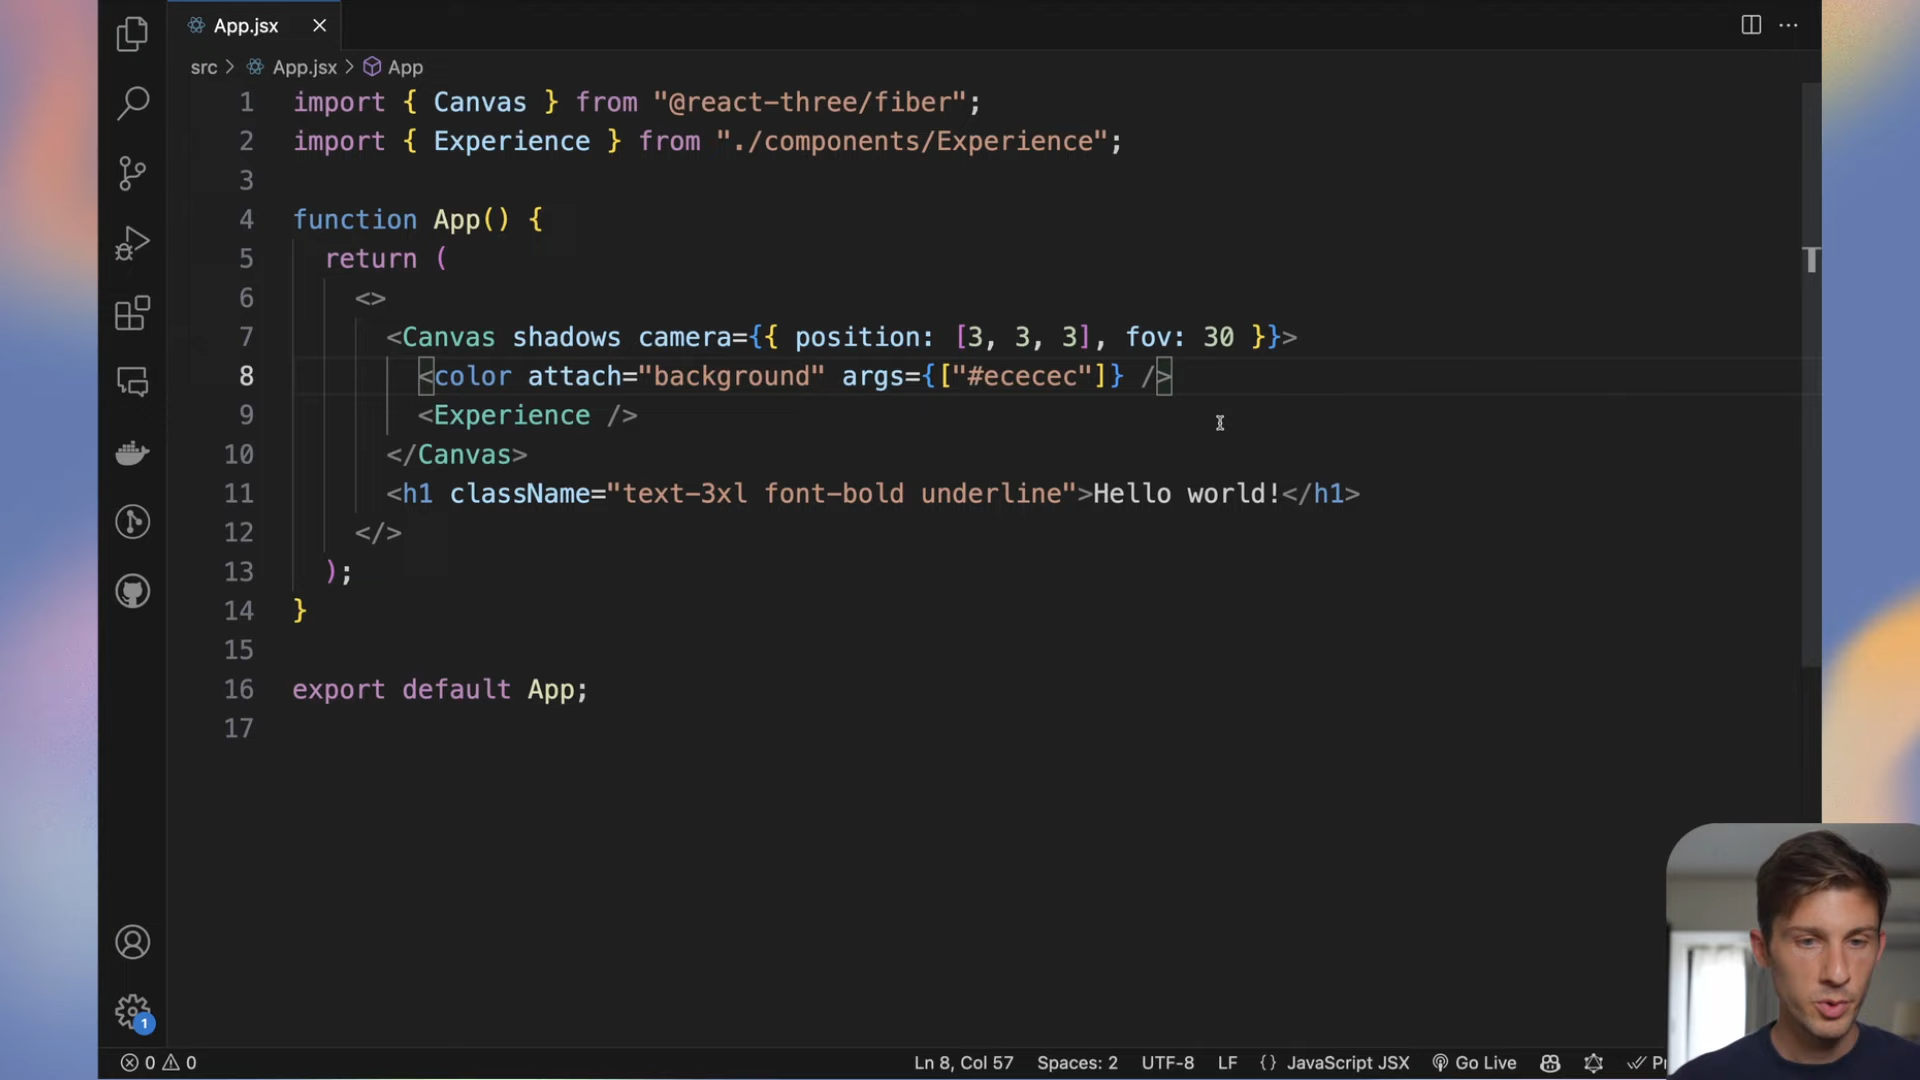 App.jsx
src > App.jsx > App
1 import { Canvas } from "@react-three/fiber";
2 import { Experience } from "./components/Experience";
3
4 function App() {
5 return (
6 <>
7 <Canvas shadows camera={{ position: [3, 3, 3], fov: 30 }}>
8 <color attach="background" args={["#ececec"]} />
9 <Experience />
10 </Canvas>
11 <h1 className="text-3xl font-bold underline">Hello world!</h1>
12 </>
13 );
14 }
15
16 export default App;
17
1
0 0 Ln 8, Col 57 Spaces: 2 UTF-8 LF {} JavaScript JSX Go Live